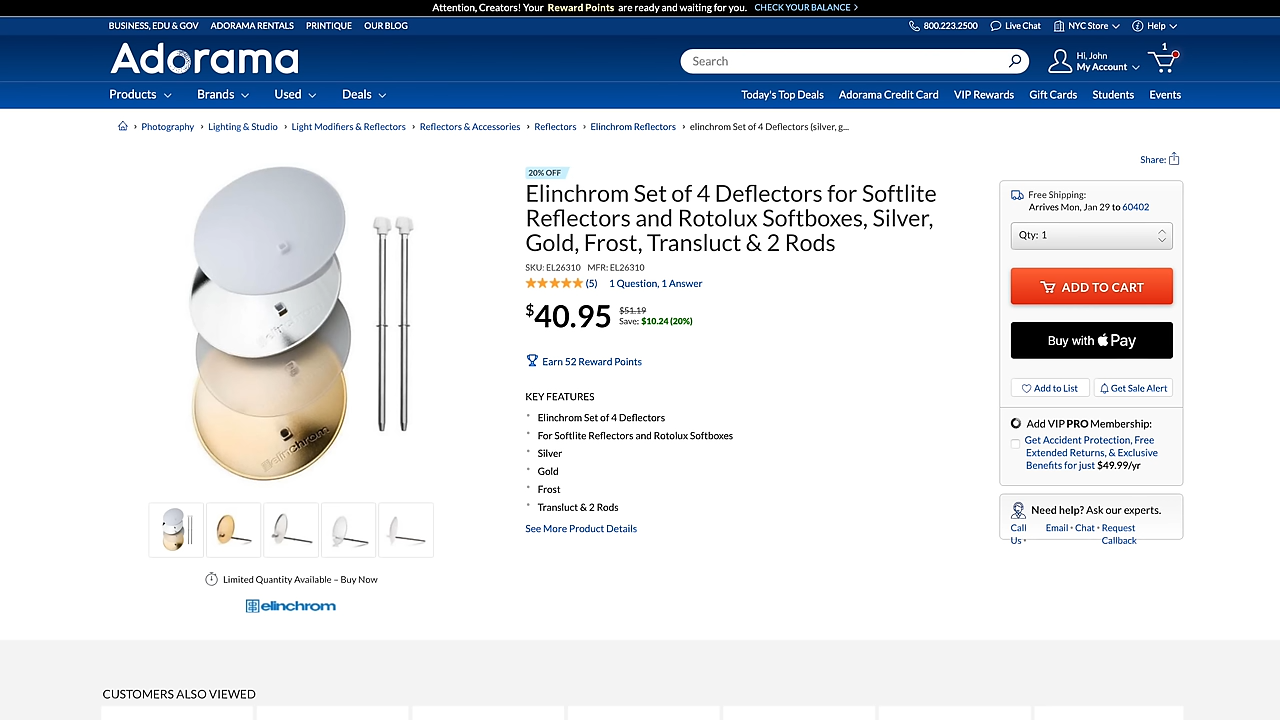 Attention, Creators! Your Reward Points are ready and waiting for you. CHECK YOUR BALANCE
BUSINESS, EDU & GOV ADORAMA RENTALS PRINTIQUE OUR BLOG
800.223.2500 Live Chat NYC Store Help
Adorama
Search
Hi, John
My Account
1
Products Brands Used Deals
Today's Top Deals Adorama Credit Card VIP Rewards Gift Cards Students Events
Photography Lighting & Studio Light Modifiers & Reflectors Reflectors & Accessories Reflectors Elinchrom Reflectors elinchrom Set of 4 Deflectors (silver, g...
Share:
20% OFF
Elinchrom Set of 4 Deflectors for Softlite
Reflectors and Rotolux Softboxes, Silver,
Gold, Frost, Transluct & 2 Rods
SKU: EL26310 MFR: EL26310
(5) 1 Question, 1 Answer
$40.95
$51.19
Save: $10.24 (20%)
Earn 52 Reward Points
KEY FEATURES
Elinchrom Set of 4 Deflectors
For Softlite Reflectors and Rotolux Softboxes
Silver
Gold
Frost
Transluct & 2 Rods
See More Product Details
elinchrom
Limited Quantity Available – Buy Now
elinchrom
Free Shipping:
Arrives Mon, Jan 29 to 60402
Qty: 1
ADD TO CART
Buy with Pay
Add to List
Get Sale Alert
Add VIP PRO Membership:
Get Accident Protection, Free
Extended Returns, & Exclusive
Benefits for just $49.99/yr
Need help? Ask our experts.
Call Us • Email • Chat • Request Callback
CUSTOMERS ALSO VIEWED